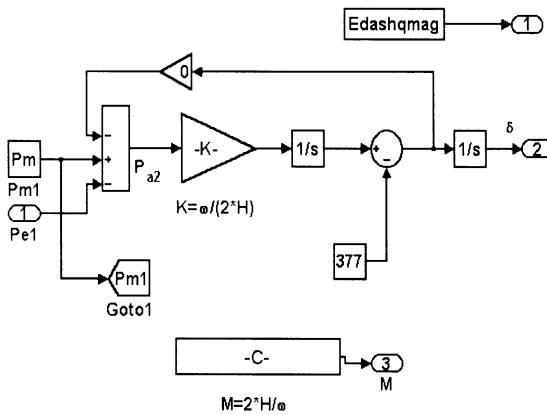 Edashqmag
1
0
Pm
Pm1
P a2
-K-
K=ω/(2*H)
1/s
1/s
δ
2
1
Pe1
377
Pm1
Goto1
-C-
3
M
M=2*H/ω